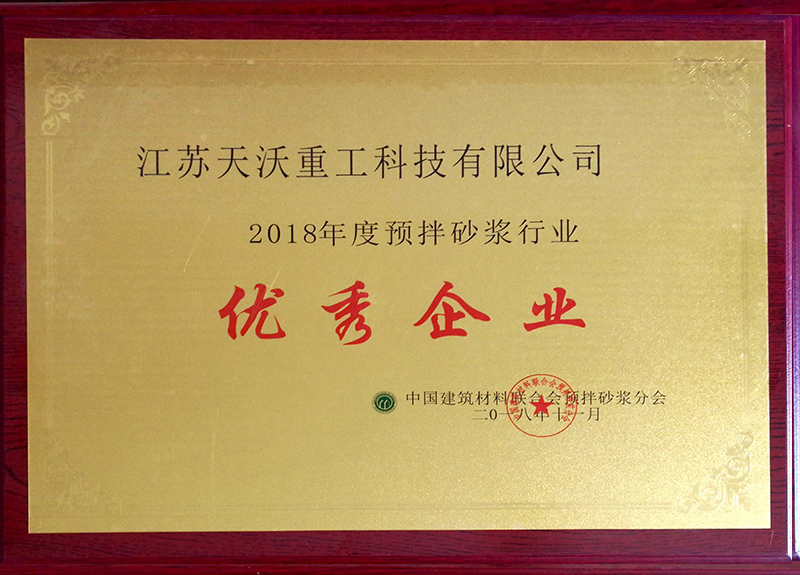 江苏天沃重工科技有限公司
2018年度预拌砂浆行业
优秀企业
中国建筑材料联合会预拌砂浆分会
二0一八年十一月